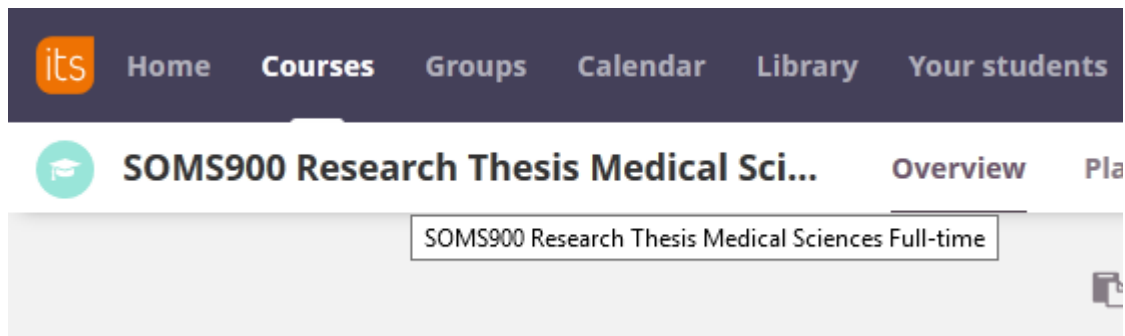 its Home Courses Groups Calendar Library Your students
SOMS900 Research Thesis Medical Sci... Overview Pla
SOMS900 Research Thesis Medical Sciences Full-time